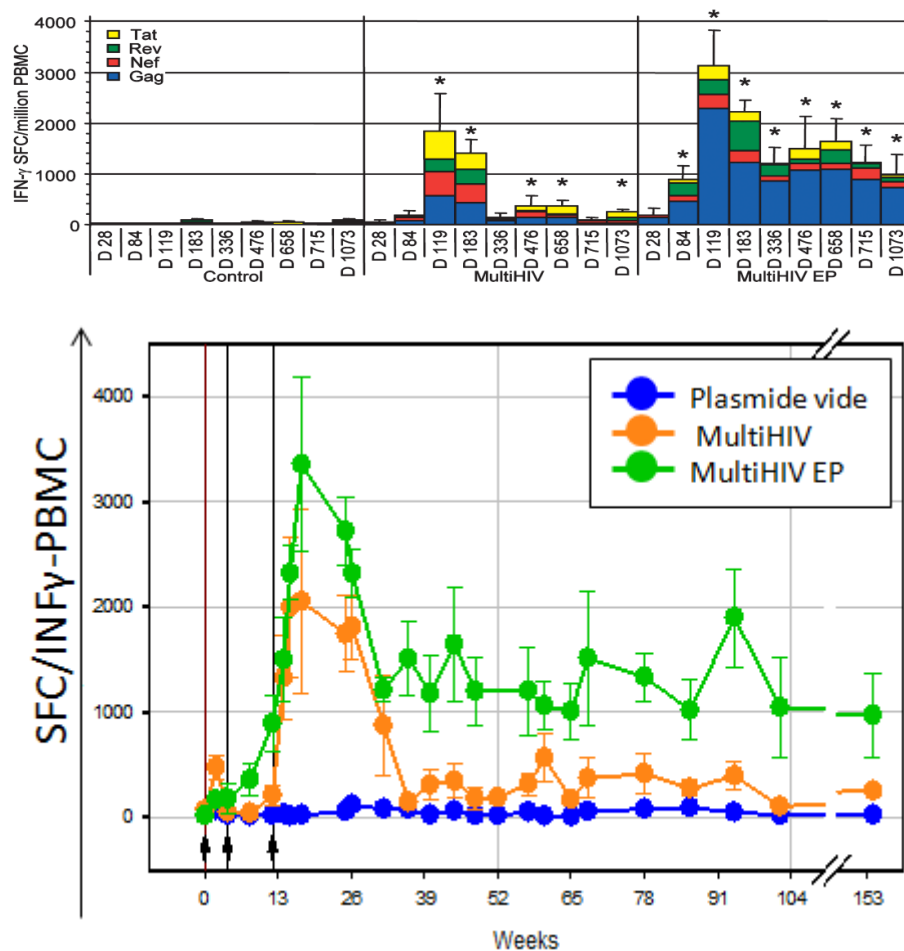 4000
3000
2000
1000
0
IFN-γ SFC/million PBMC
Tat
Rev
Nef
Gag
* * * * * * * * * * * * *
D 28 D 84 D 119 D 183 D 336 D 476 D 658 D 715 D 1073 D 28 D 84 D 119 D 183 D 336 D 476 D 658 D 715 D 1073 D 28 D 84 D 119 D 183 D 336 D 476 D 658 D 715 D 1073
Control MultiHIV MultiHIV EP
SFC/INFγ-PBMC
4000
3000
2000
1000
0
Plasmide vide
MultiHIV
MultiHIV EP
0 13 26 39 52 65 78 91 104 153
Weeks